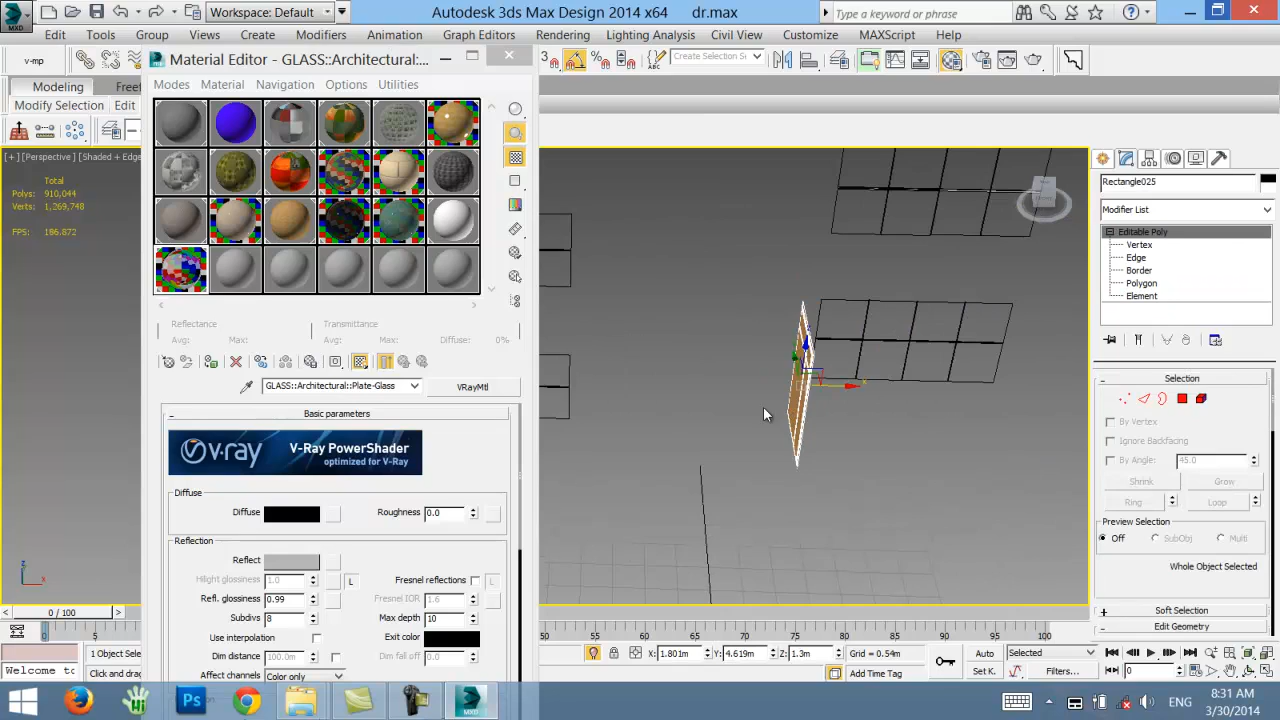 Workspace: Default
Autodesk 3ds Max Design 2014 x64 dr.max
Type a keyword or phrase
Edit Tools Group Views Create Modifiers Animation Graph Editors Rendering Lighting Analysis Civil View Customize MAXScript Help
Material Editor - GLASS::Architectural:...
Create Selection Se
Modeling Freef
Modify Selection Edit
Modes Material Navigation Options Utilities
[+] [Perspective] [Shaded + Edge
Total
Polys: 910,044
Verts: 1,269,748
FPS: 186.872
Rectangle025
Modifier List
Editable Poly
Vertex
Edge
Border
Polygon
Element
Reflectance
Transmittance
Avg: Max: Avg: Max: Diffuse: 0%
GLASS::Architectural::Plate-Glass
VRayMtl
Basic parameters
v·ray
V-Ray PowerShader
optimized for V-Ray
Diffuse
Diffuse Roughness 0.0
Reflection
Reflect
Hilight glossiness 1.0 L Fresnel reflections L
Refl. glossiness 0.99 Fresnel IOR 1.6
Subdivs 8 Max depth 10
Use interpolation Exit color
Dim distance 100.0m Dim fall off 0.0
Affect channels Color only
Selection
By Vertex
Ignore Backfacing
By Angle: 45.0
Shrink Grow
Ring Loop
Preview Selection
Off SubObj Multi
Whole Object Selected
Soft Selection
Edit Geometry
0 / 100
0 5 50 55 60 65 70 75 80 85 90 95 100
1 Object Sele
X: 1.801m Y: 4.619m Z: 1.3m Grid = 0.54m
Auto Selected
Welcome to
Click and drag
Add Time Tag
Set K. Filters...
0
ENG
8:31 AM
3/30/2014